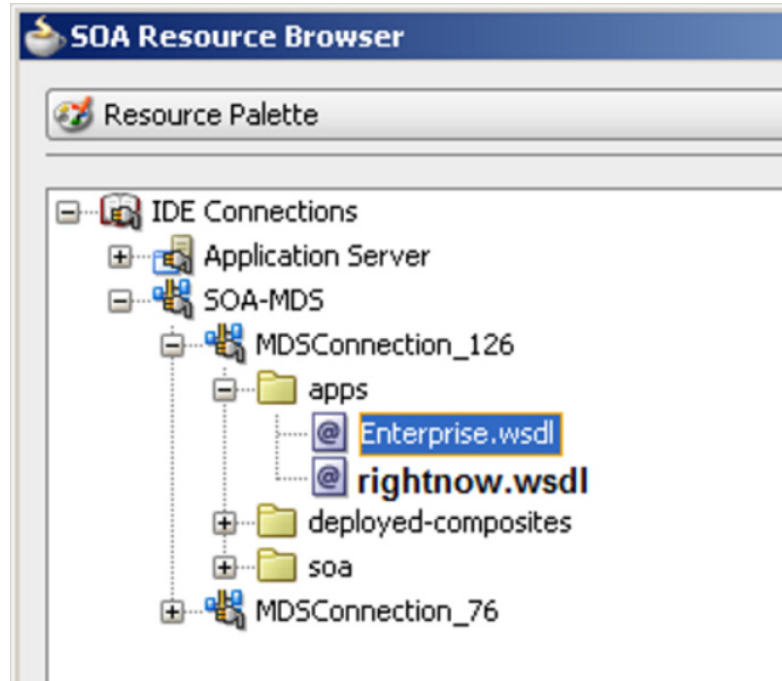 SOA Resource Browser
Resource Palette
IDE Connections
Application Server
SOA-MDS
MDSConnection_126
apps
Enterprise.wsdl
rightnow.wsdl
deployed-composites
soa
MDSConnection_76